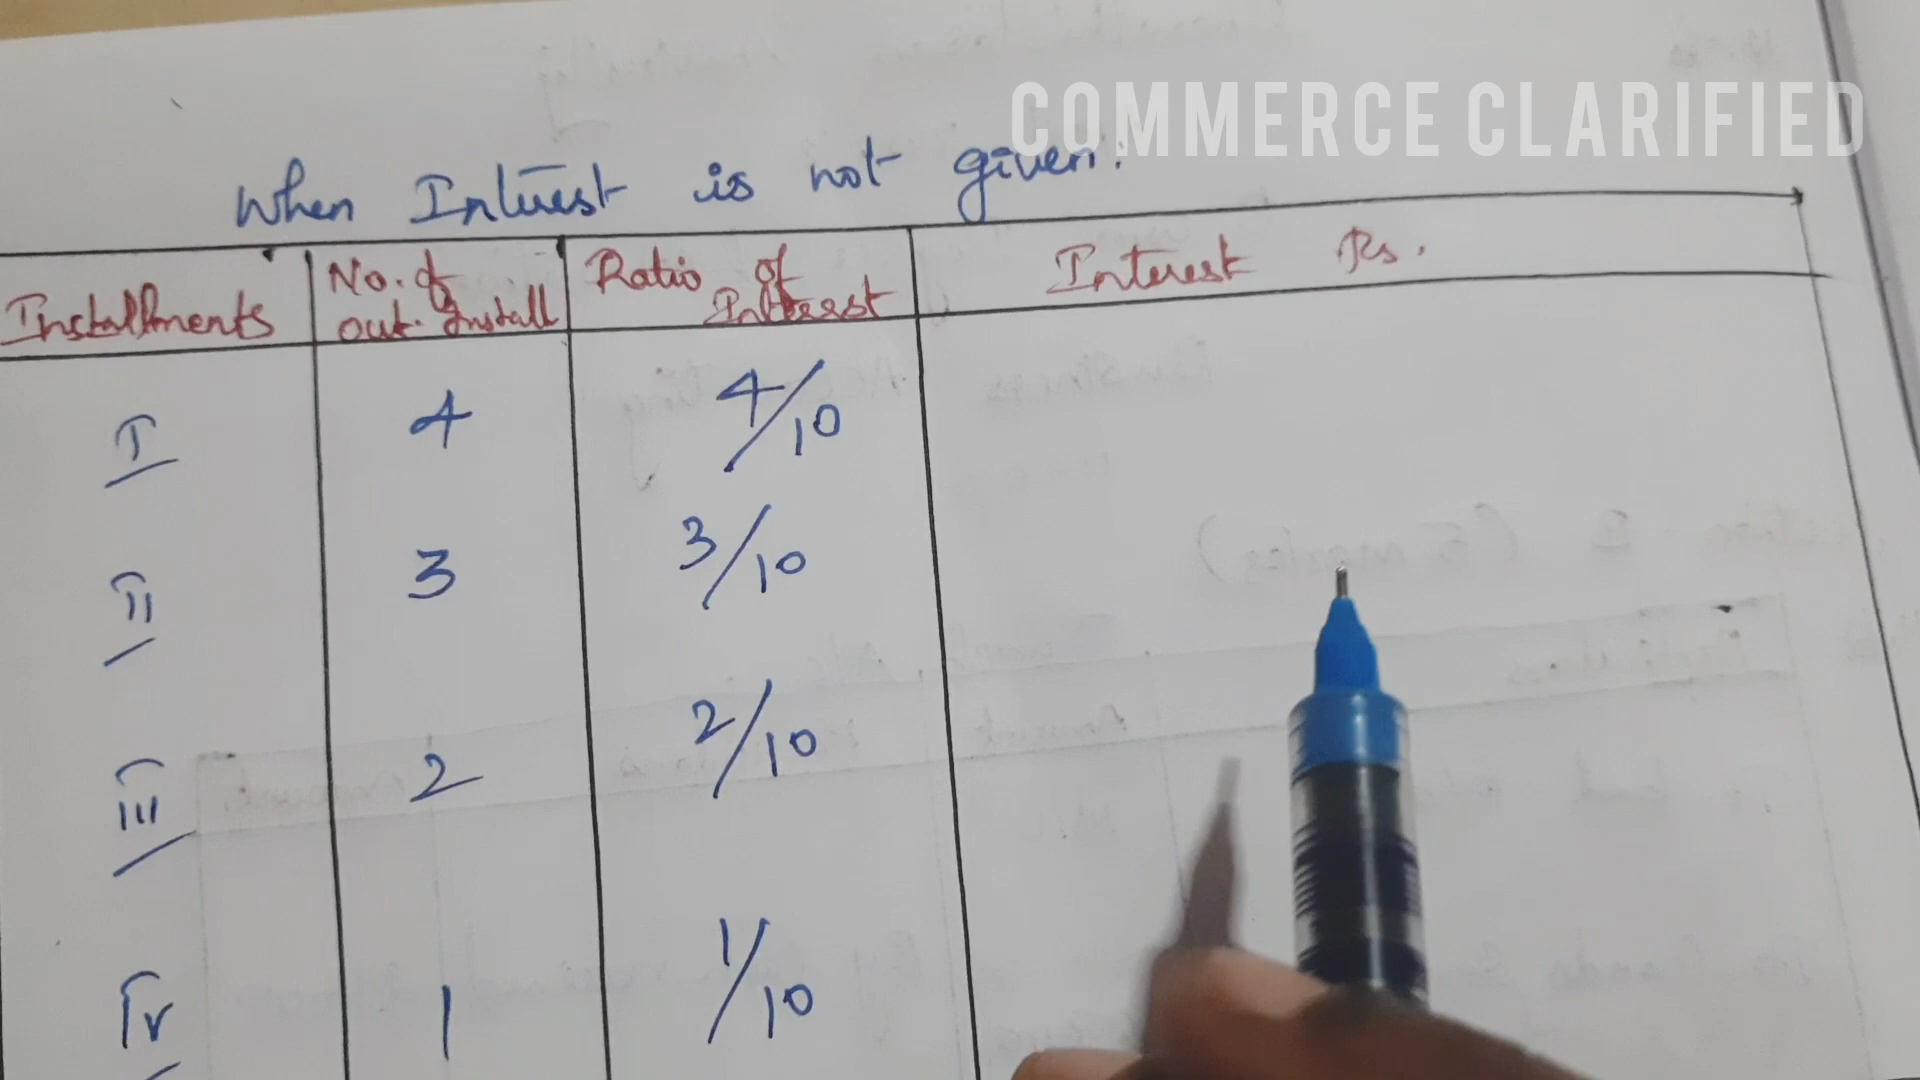 COMMERCE CLARIFIED
When Interest is not given.
Installments | No. of out. Install | Ratio of Interest | Interest Rs.
I | 4 | 4/10
II | 3 | 3/10
III | 2 | 2/10
IV | 1 | 1/10